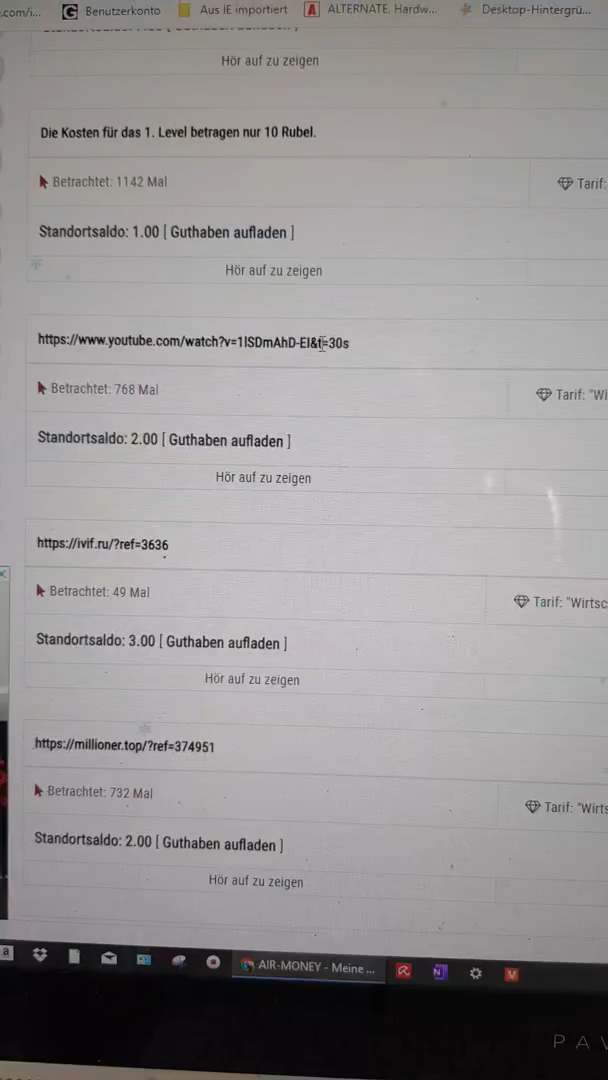 .com/i...
Benutzerkonto
Aus IE importiert
ALTERNATE. Hardw...
Desktop-Hintergrü...
Hör auf zu zeigen
Die Kosten für das 1. Level betragen nur 10 Rubel.
Betrachtet: 1142 Mal
Tarif:
Standortsaldo: 1.00 [ Guthaben aufladen ]
Hör auf zu zeigen
https://www.youtube.com/watch?v=1ISDmAhD-EI&t=30s
Betrachtet: 768 Mal
Tarif: "Wi
Standortsaldo: 2.00 [ Guthaben aufladen ]
Hör auf zu zeigen
https://ivif.ru/?ref=3636
Betrachtet: 49 Mal
Tarif: "Wirtsc
Standortsaldo: 3.00 [ Guthaben aufladen ]
Hör auf zu zeigen
https://millioner.top/?ref=374951
Betrachtet: 732 Mal
Tarif: "Wirts
Standortsaldo: 2.00 [ Guthaben aufladen ]
Hör auf zu zeigen
AIR-MONEY - Meine ...
PAV